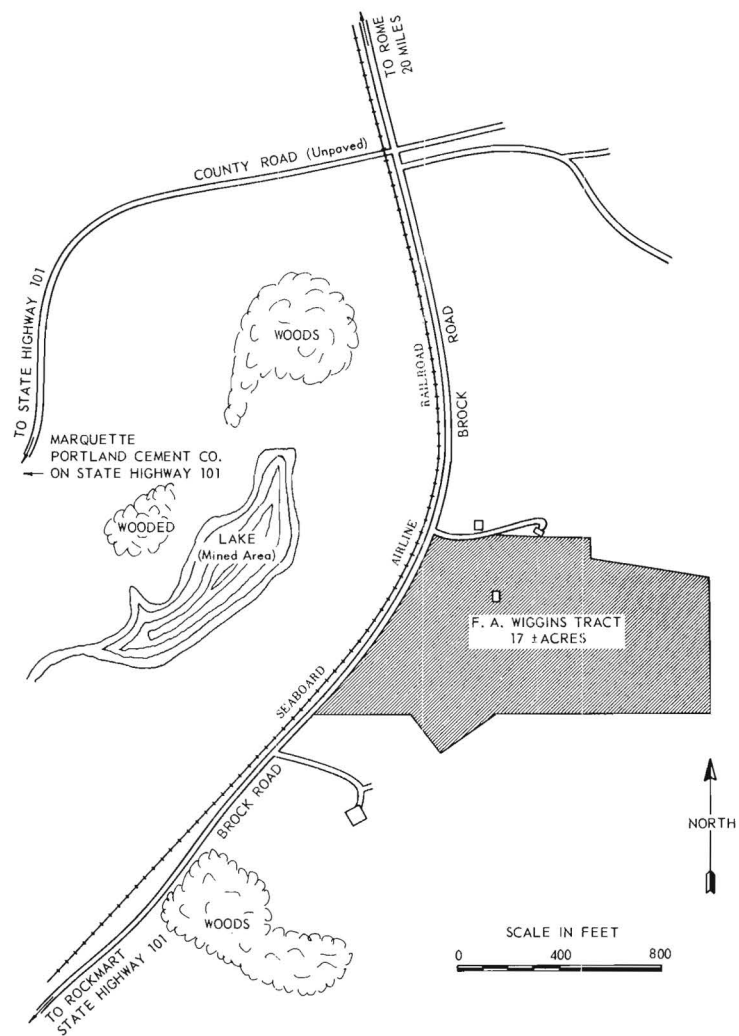 TO ROME
20 MILES
COUNTY ROAD (Unpaved)
TO STATE HIGHWAY 101
WOODS
RAILROAD
BROCK
ROAD
MARQUETTE
PORTLAND CEMENT CO.
ON STATE HIGHWAY 101
WOODED
LAKE
(Mined Area)
AIRLINE
F. A. WIGGINS TRACT
17 ± ACRES
SEABOARD
BROCK ROAD
NORTH
WOODS
SCALE IN FEET
0 400 800
TO ROCKMART
STATE HIGHWAY 101